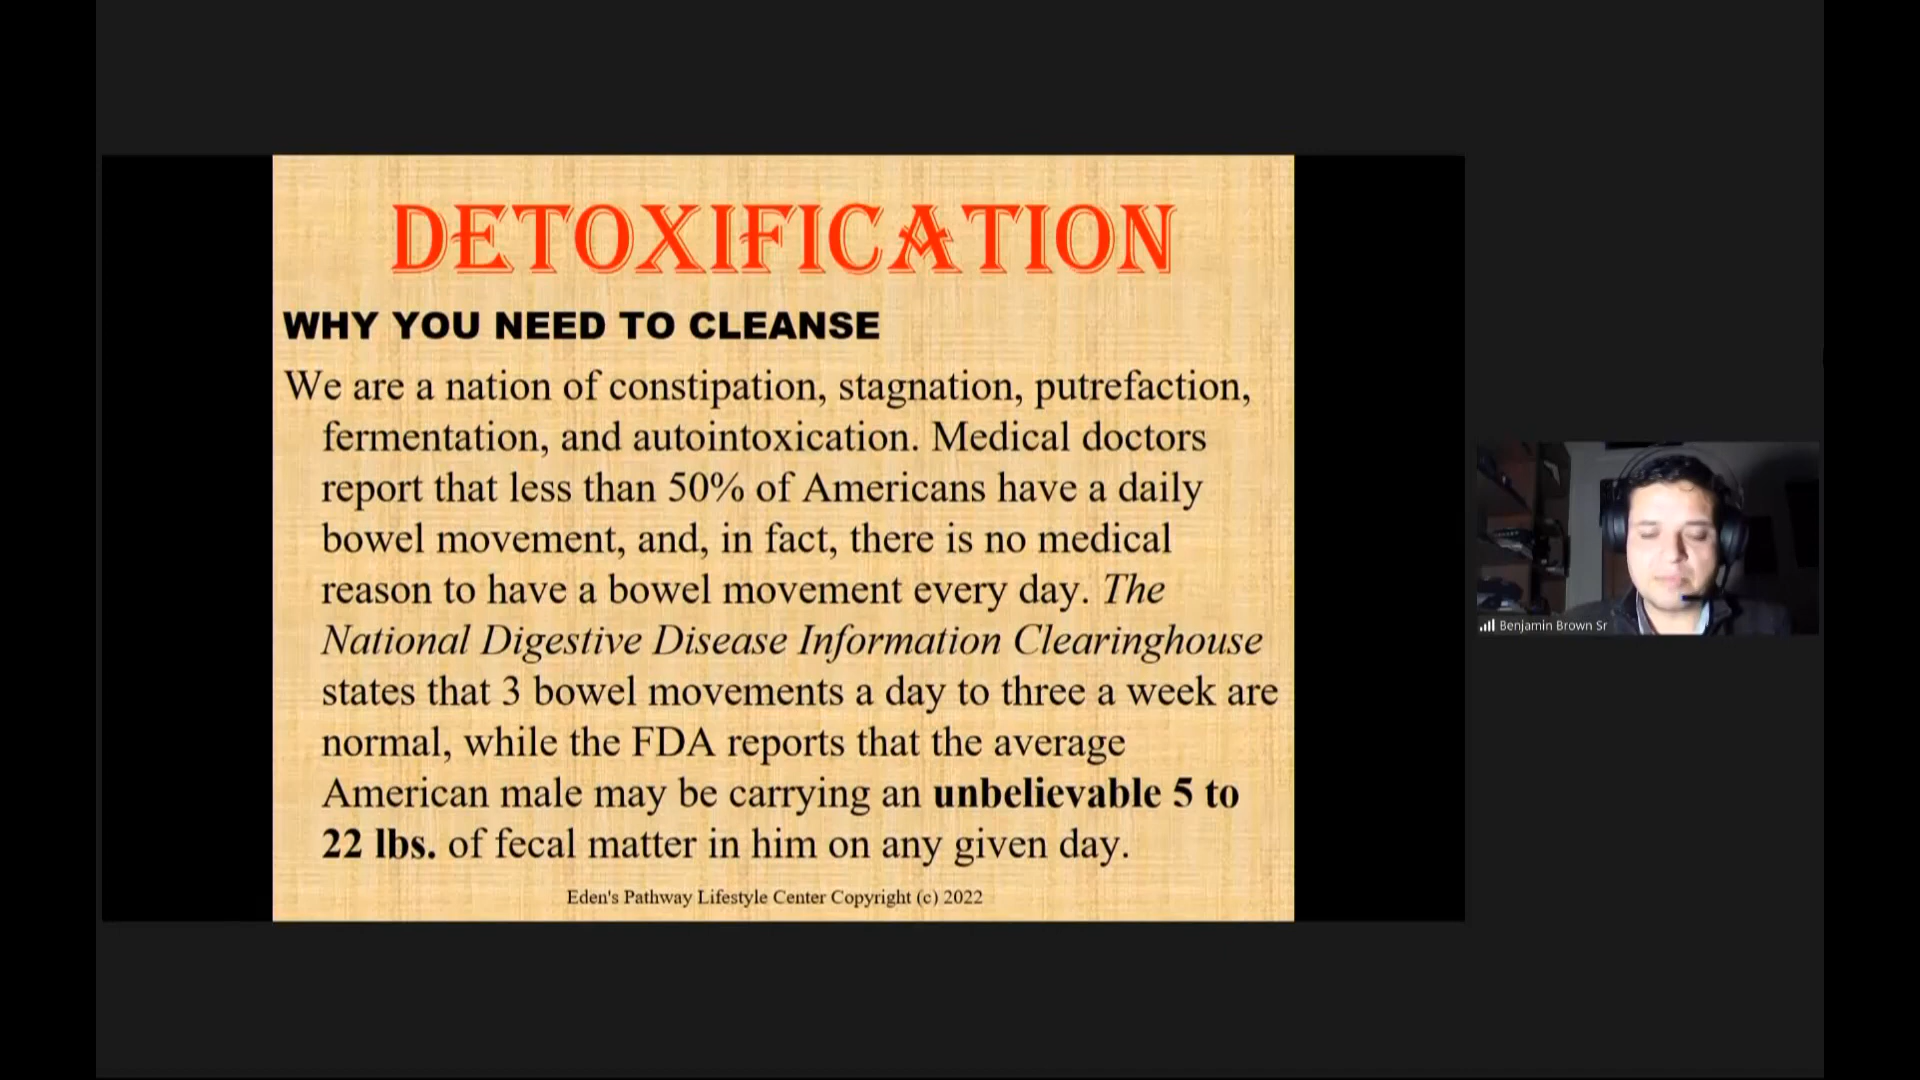 DETOXIFICATION
WHY YOU NEED TO CLEANSE
We are a nation of constipation, stagnation, putrefaction,
fermentation, and autointoxication. Medical doctors
report that less than 50% of Americans have a daily
bowel movement, and, in fact, there is no medical
reason to have a bowel movement every day. The
National Digestive Disease Information Clearinghouse
states that 3 bowel movements a day to three a week are
normal, while the FDA reports that the average
American male may be carrying an unbelievable 5 to
22 lbs. of fecal matter in him on any given day.
Eden's Pathway Lifestyle Center Copyright (c) 2022
Benjamin Brown Sr